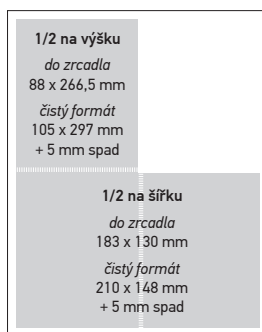 1/2 na výšku
do zrcadla
88 x 266,5 mm
čistý formát
105 x 297 mm
+ 5 mm spad
1/2 na šířku
do zrcadla
183 x 130 mm
čistý formát
210 x 148 mm
+ 5 mm spad